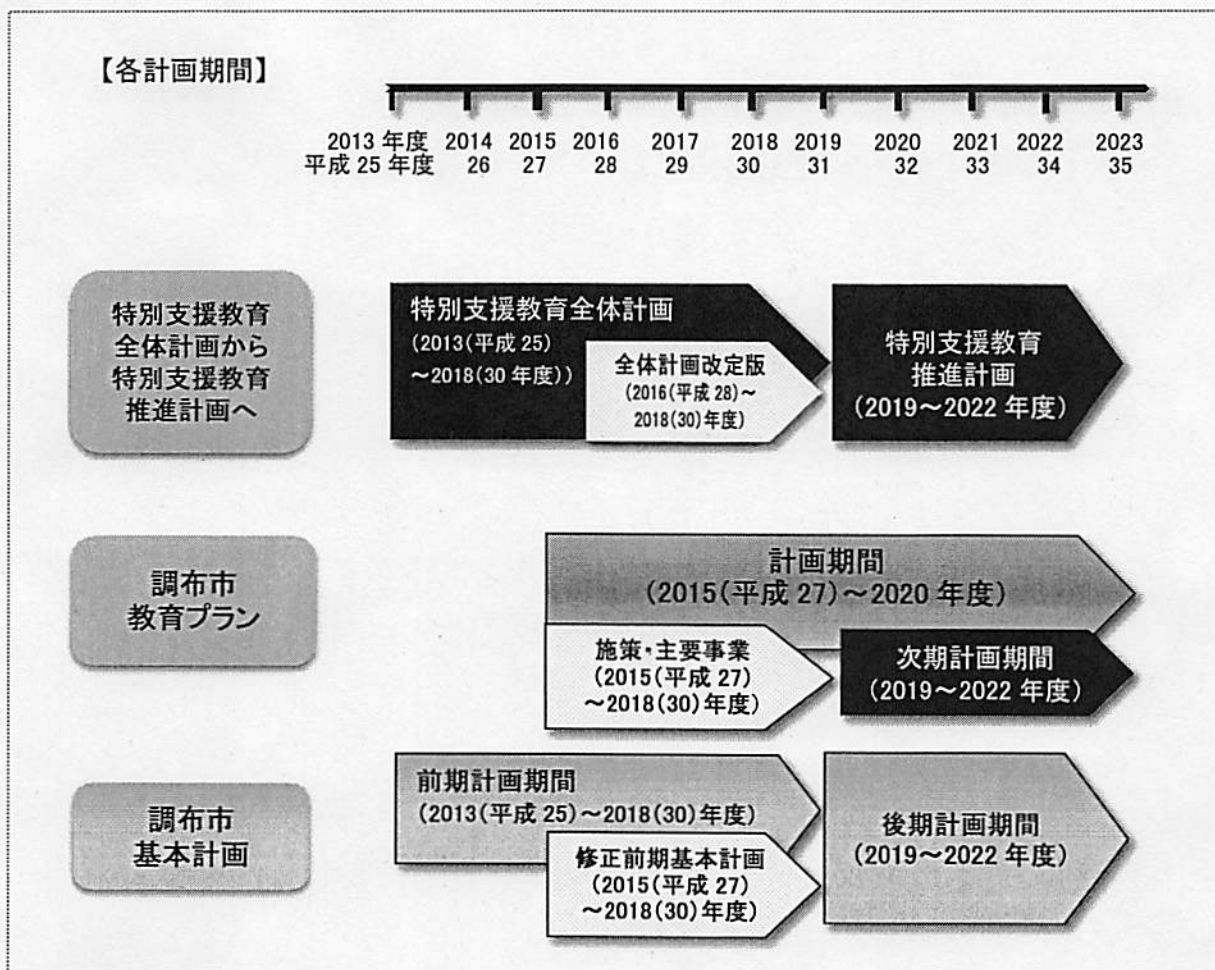 【各計画期間】
2013 年度 2014 2015 2016 2017 2018 2019 2020 2021 2022 2023
平成 25 年度 26 27 28 29 30 31 32 33 34 35
特別支援教育
全体計画から
特別支援教育
推進計画へ
特別支援教育全体計画
(2013(平成 25)
～2018(30 年度))
全体計画改定版
(2016(平成 28)～
2018(30)年度)
特別支援教育
推進計画
(2019～2022 年度)
調布市
教育プラン
計画期間
(2015(平成 27)～2020 年度)
施策・主要事業
(2015(平成 27)
～2018(30)年度)
次期計画期間
(2019～2022 年度)
調布市
基本計画
前期計画期間
(2013(平成 25)～2018(30)年度)
修正前期基本計画
(2015(平成 27)
～2018(30)年度)
後期計画期間
(2019～2022 年度)